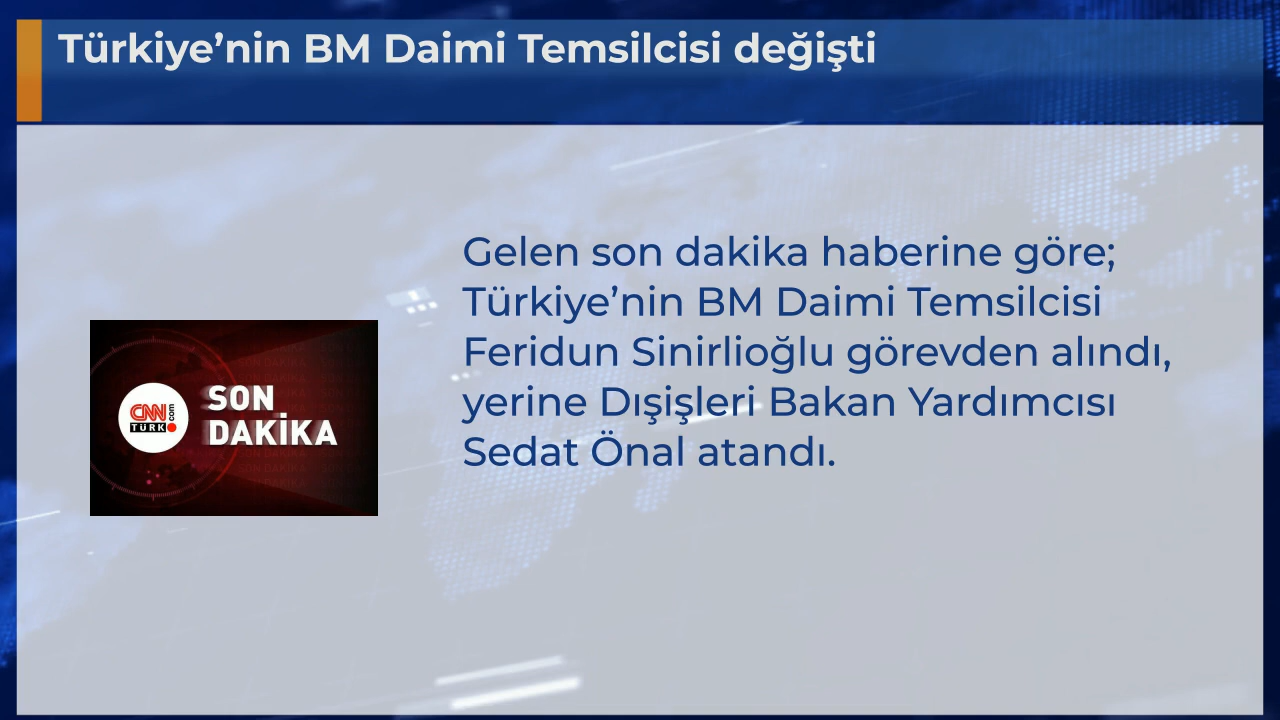 Türkiye’nin BM Daimi Temsilcisi değişti
Gelen son dakika haberine göre;
Türkiye’nin BM Daimi Temsilcisi
Feridun Sinirlioğlu görevden alındı,
yerine Dışişleri Bakan Yardımcısı
Sedat Önal atandı.
CNN
TÜRK
.com
SON
DAKİKA